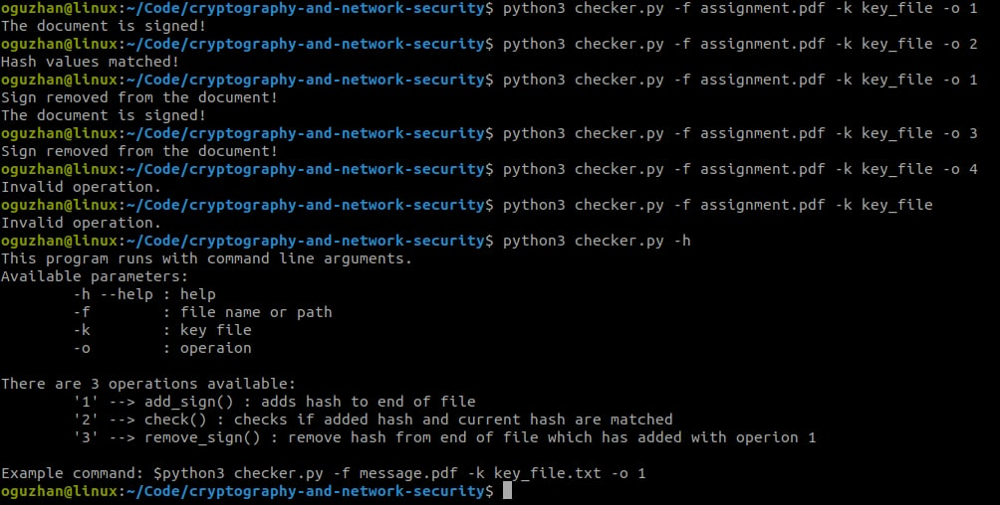 oguzhan@linux:~/Code/cryptography-and-network-security$ python3 checker.py -f assignment.pdf -k key_file -o 1
The document is signed!
oguzhan@linux:~/Code/cryptography-and-network-security$ python3 checker.py -f assignment.pdf -k key_file -o 2
Hash values matched!
oguzhan@linux:~/Code/cryptography-and-network-security$ python3 checker.py -f assignment.pdf -k key_file -o 1
Sign removed from the document!
The document is signed!
oguzhan@linux:~/Code/cryptography-and-network-security$ python3 checker.py -f assignment.pdf -k key_file -o 3
Sign removed from the document!
oguzhan@linux:~/Code/cryptography-and-network-security$ python3 checker.py -f assignment.pdf -k key_file -o 4
Invalid operation.
oguzhan@linux:~/Code/cryptography-and-network-security$ python3 checker.py -f assignment.pdf -k key_file
Invalid operation.
oguzhan@linux:~/Code/cryptography-and-network-security$ python3 checker.py -h
This program runs with command line arguments.
Available parameters:
        -h --help : help
        -f        : file name or path
        -k        : key file
        -o        : operaion

There are 3 operations available:
        '1' --> add_sign() : adds hash to end of file
        '2' --> check() : checks if added hash and current hash are matched
        '3' --> remove_sign() : remove hash from end of file which has added with operion 1

Example command: $python3 checker.py -f message.pdf -k key_file.txt -o 1
oguzhan@linux:~/Code/cryptography-and-network-security$